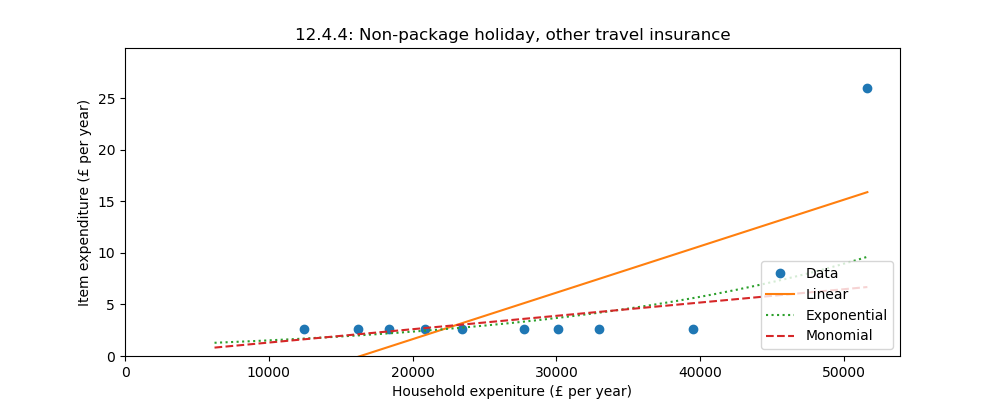 12.4.4: Non-package holiday, other travel insurance
Item expenditure (£ per year)
25
20
15
10
5
0
0 10000 20000 30000 40000 50000
Household expeniture (£ per year)
Data
Linear
Exponential
Monomial